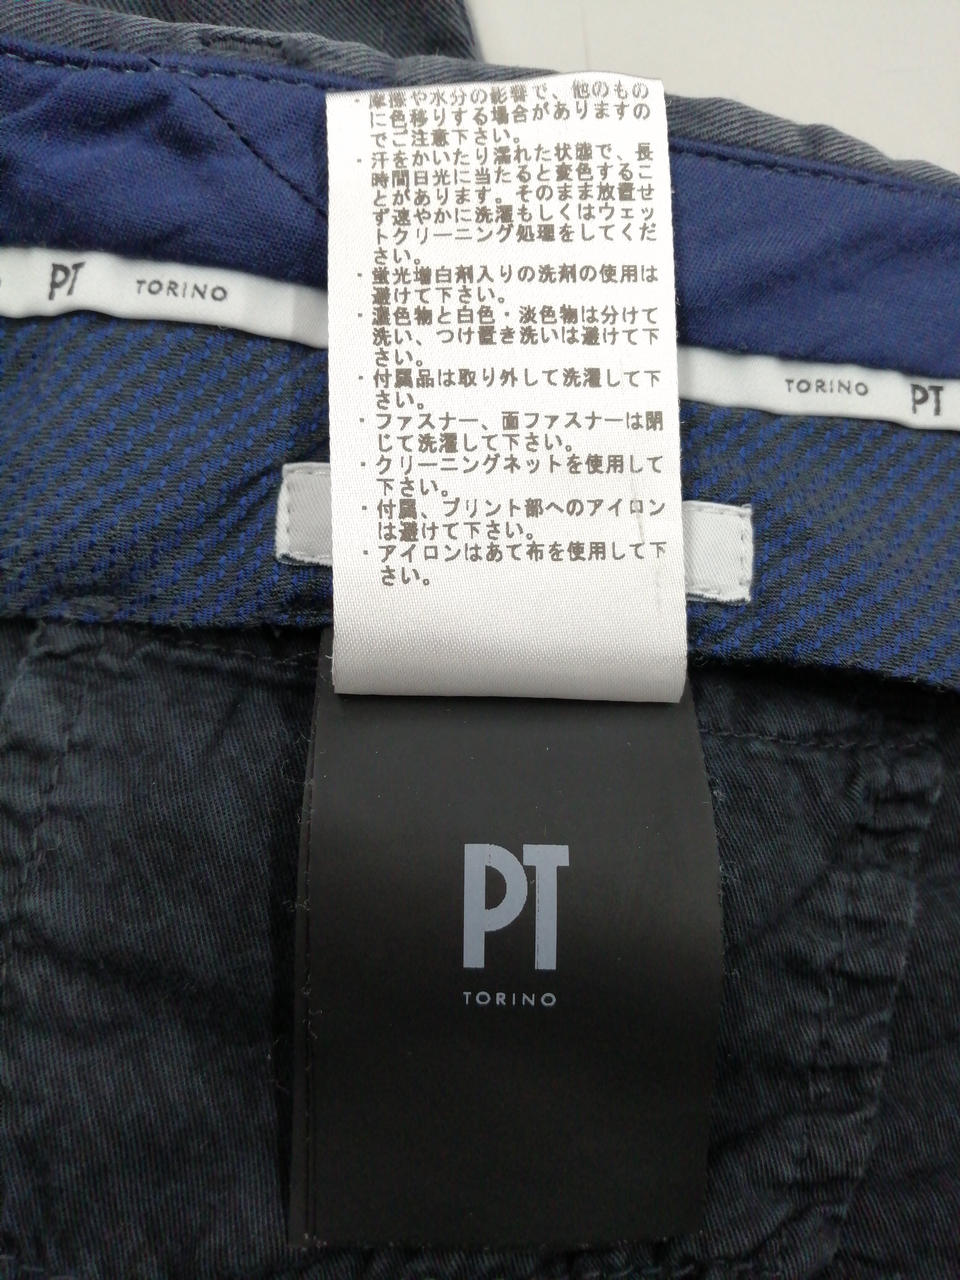 ・摩擦や水分の影響で、他のもの
に色移りする場合がありますの
でご注意下さい。
・汗をかいたり濡れた状態で、長
時間日光に当たると変色するこ
とがあります。そのまま放置せ
ず速やかに洗濯もしくはウェッ
トクリーニング処理をしてくだ
さい。
・蛍光増白剤入りの洗剤の使用は
避けて下さい。
・濃色物と白色・淡色物は分けて
洗い、つけ置き洗いは避けて下
さい。
・付属品は取り外して洗濯して下
さい。
・ファスナー、面ファスナーは閉
じて洗濯して下さい。
・クリーニングネットを使用して
下さい。
・付属、プリント部へのアイロン
は避けて下さい。
・アイロンはあて布を使用して下
さい。
PT TORINO
TORINO PT
PT
TORINO